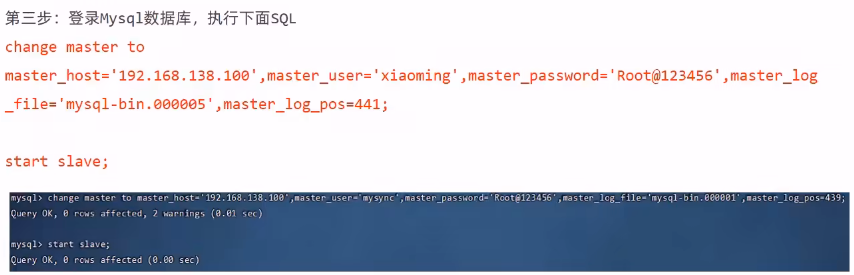 第三步：登录Mysql数据库，执行下面SQL
change master to
master_host='192.168.138.100',master_user='xiaoming',master_password='Root@123456',master_log
_file='mysql-bin.000005',master_log_pos=441;
start slave;
mysql> change master to master_host='192.168.138.100',master_user='mysync',master_password='Root@123456',master_log_file='mysql-bin.000001',master_log_pos=439;
Query OK, 0 rows affected, 2 warnings (0.01 sec)
mysql> start slave;
Query OK, 0 rows affected (0.00 sec)